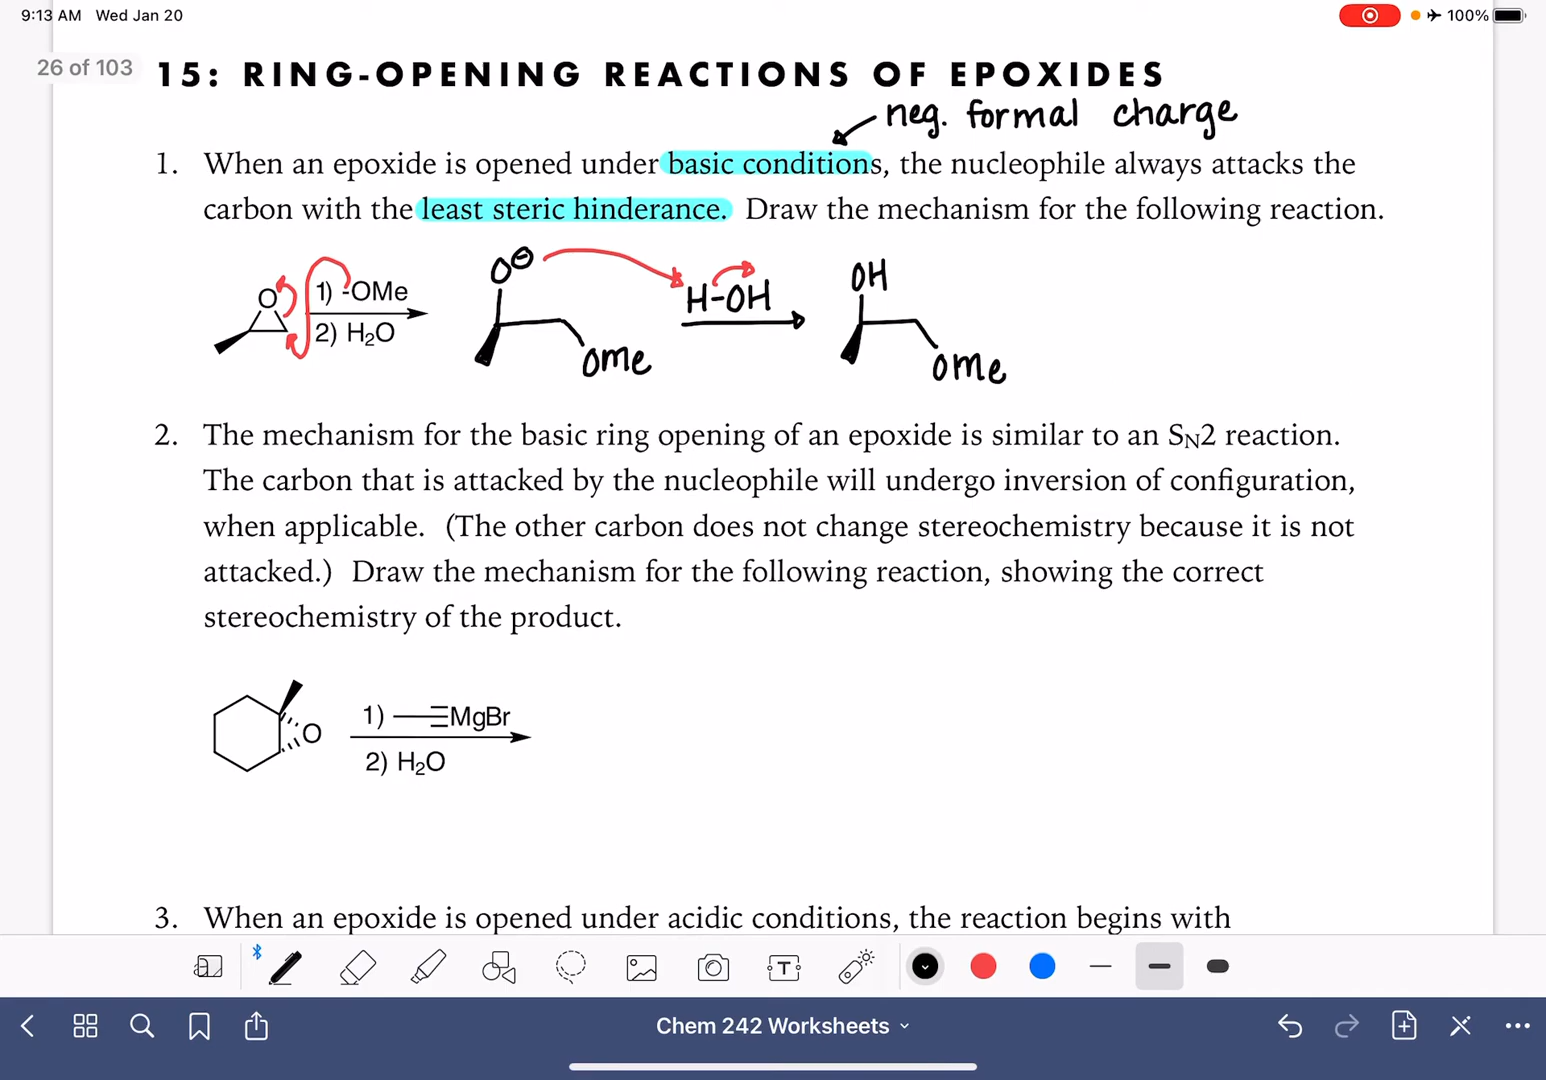 9:13 AM Wed Jan 20
100%
26 of 103
15: RING-OPENING REACTIONS OF EPOXIDES
neg. formal charge
1. When an epoxide is opened under basic conditions, the nucleophile always attacks the
carbon with the least steric hinderance. Draw the mechanism for the following reaction.
O 1) -OMe
2) H₂O
O⊖
OMe
H-OH
OH
OMe
2. The mechanism for the basic ring opening of an epoxide is similar to an SN2 reaction.
The carbon that is attacked by the nucleophile will undergo inversion of configuration,
when applicable. (The other carbon does not change stereochemistry because it is not
attacked.) Draw the mechanism for the following reaction, showing the correct
stereochemistry of the product.
O
1) —≡MgBr
2) H₂O
3. When an epoxide is opened under acidic conditions, the reaction begins with
a
T
Chem 242 Worksheets